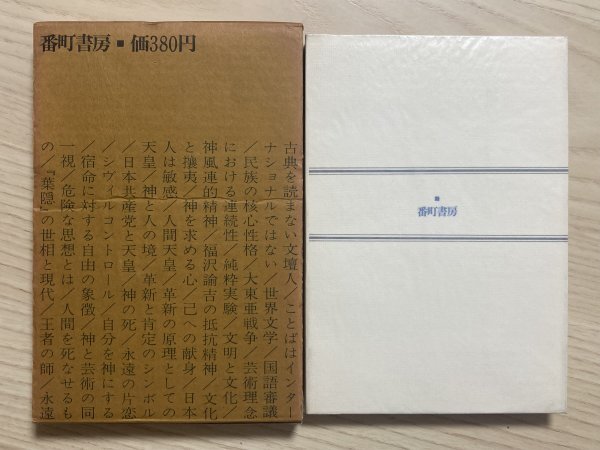 番町書房▪価380円
古典を読まない文壇人／ことばはインター
ナショナルではない／世界文学／国語審議
／民族の核心性格／大東亜戦争／芸術理念
における連続性／純粋実験／文明と文化／
神風連的精神／福沢諭吉の抵抗精神／文化
と攘夷／神を求める心／己への献身／日本
人は敏感／人間天皇／革新の原理としての
天皇／神と人の境／革新と肯定のシンボル
／日本共産党と天皇／神の死／永遠の片恋
／シヴィルコントロール／自分を神にする
／宿命に対する自由の象徴／神と芸術の同
一視／危険な思想とは／人間を死なせるも
の／『葉隠』の世相と現代／王者の師／永遠
▪
番町書房